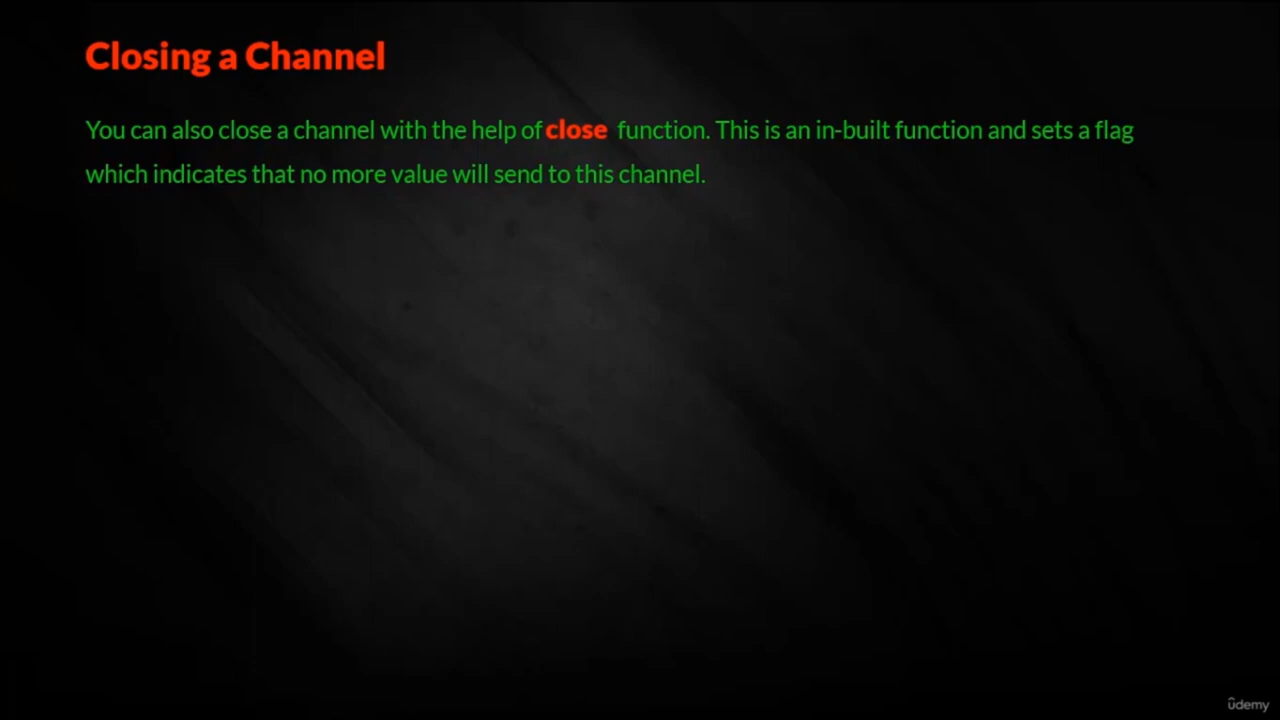 Closing a Channel
You can also close a channel with the help of close function. This is an in-built function and sets a flag
which indicates that no more value will send to this channel.
ûdemy